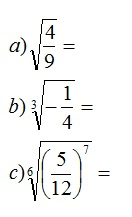 a) √(4/9) =
b) ∛(-1/4) =
c) ⁶√((5/12)⁷) =